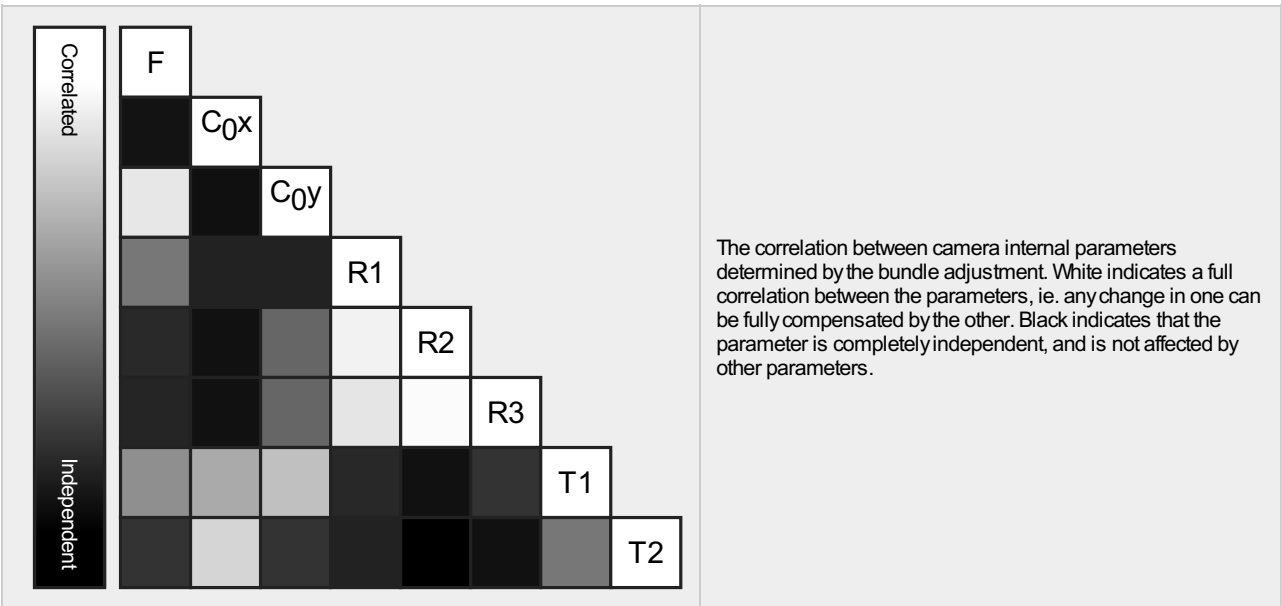 Correlated
Independent
F
C0x
C0y
R1
R2
R3
T1
T2
The correlation between camera internal parameters
determined by the bundle adjustment. White indicates a full
correlation between the parameters, ie. any change in one can
be fully compensated by the other. Black indicates that the
parameter is completely independent, and is not affected by
other parameters.